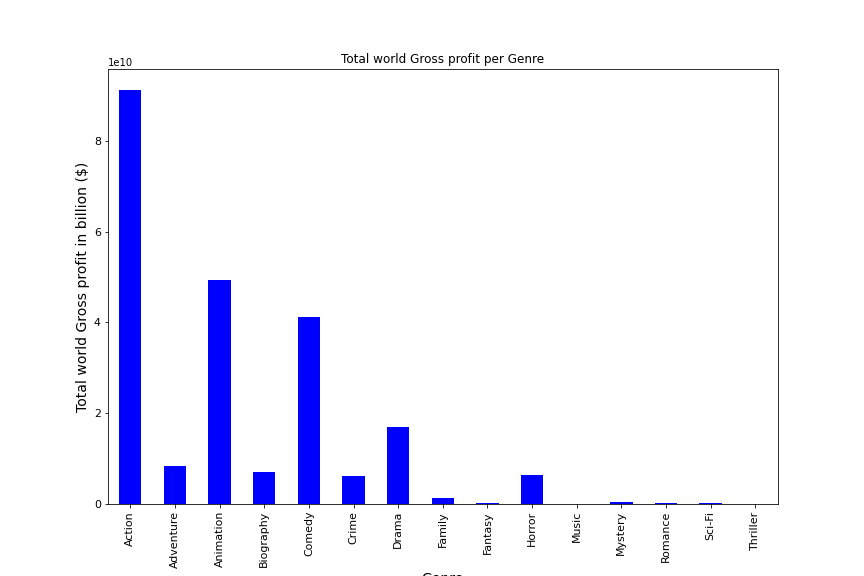 Total world Gross profit per Genre
1e10
Total world Gross profit in billion ($)
8
6
4
2
0
Action
Adventure
Animation
Biography
Comedy
Crime
Drama
Family
Fantasy
Horror
Music
Mystery
Romance
Sci-Fi
Thriller
Genre